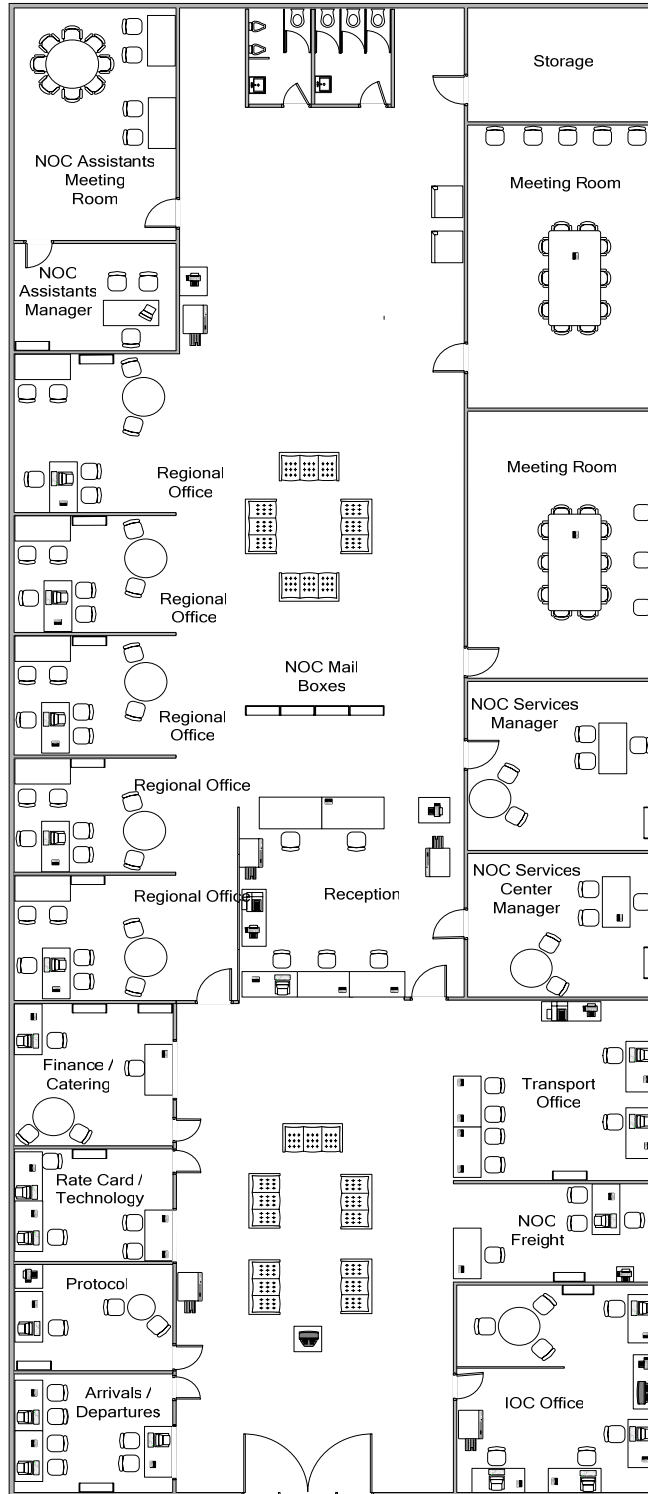 Storage
NOC Assistants
Meeting
Room
Meeting Room
NOC
Assistants
Manager
Regional
Office
Meeting Room
Regional
Office
NOC Mail
Boxes
Regional
Office
NOC Services
Manager
Regional Office
Regional Office
Reception
NOC Services
Center
Manager
Finance /
Catering
Transport
Office
Rate Card /
Technology
NOC
Freight
Protocol
Arrivals /
Departures
IOC Office